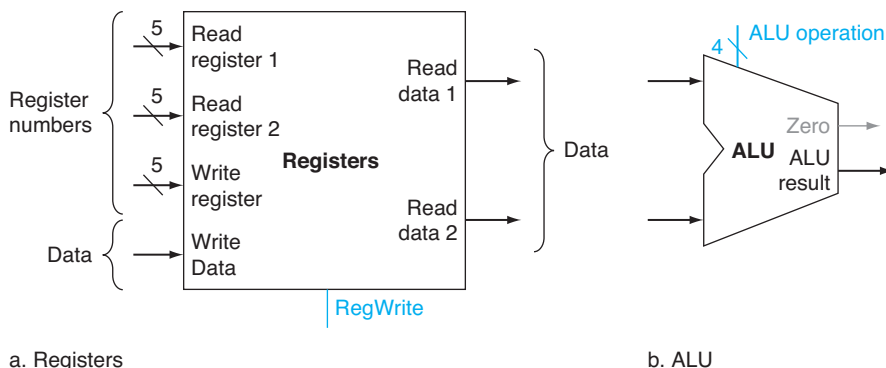 Register
numbers
Data
5
Read
register 1
5
Read
register 2
5
Write
register
Write
Data
Registers
Read
data 1
Read
data 2
RegWrite
Data
4
ALU operation
Zero
ALU
ALU
result
a. Registers
b. ALU